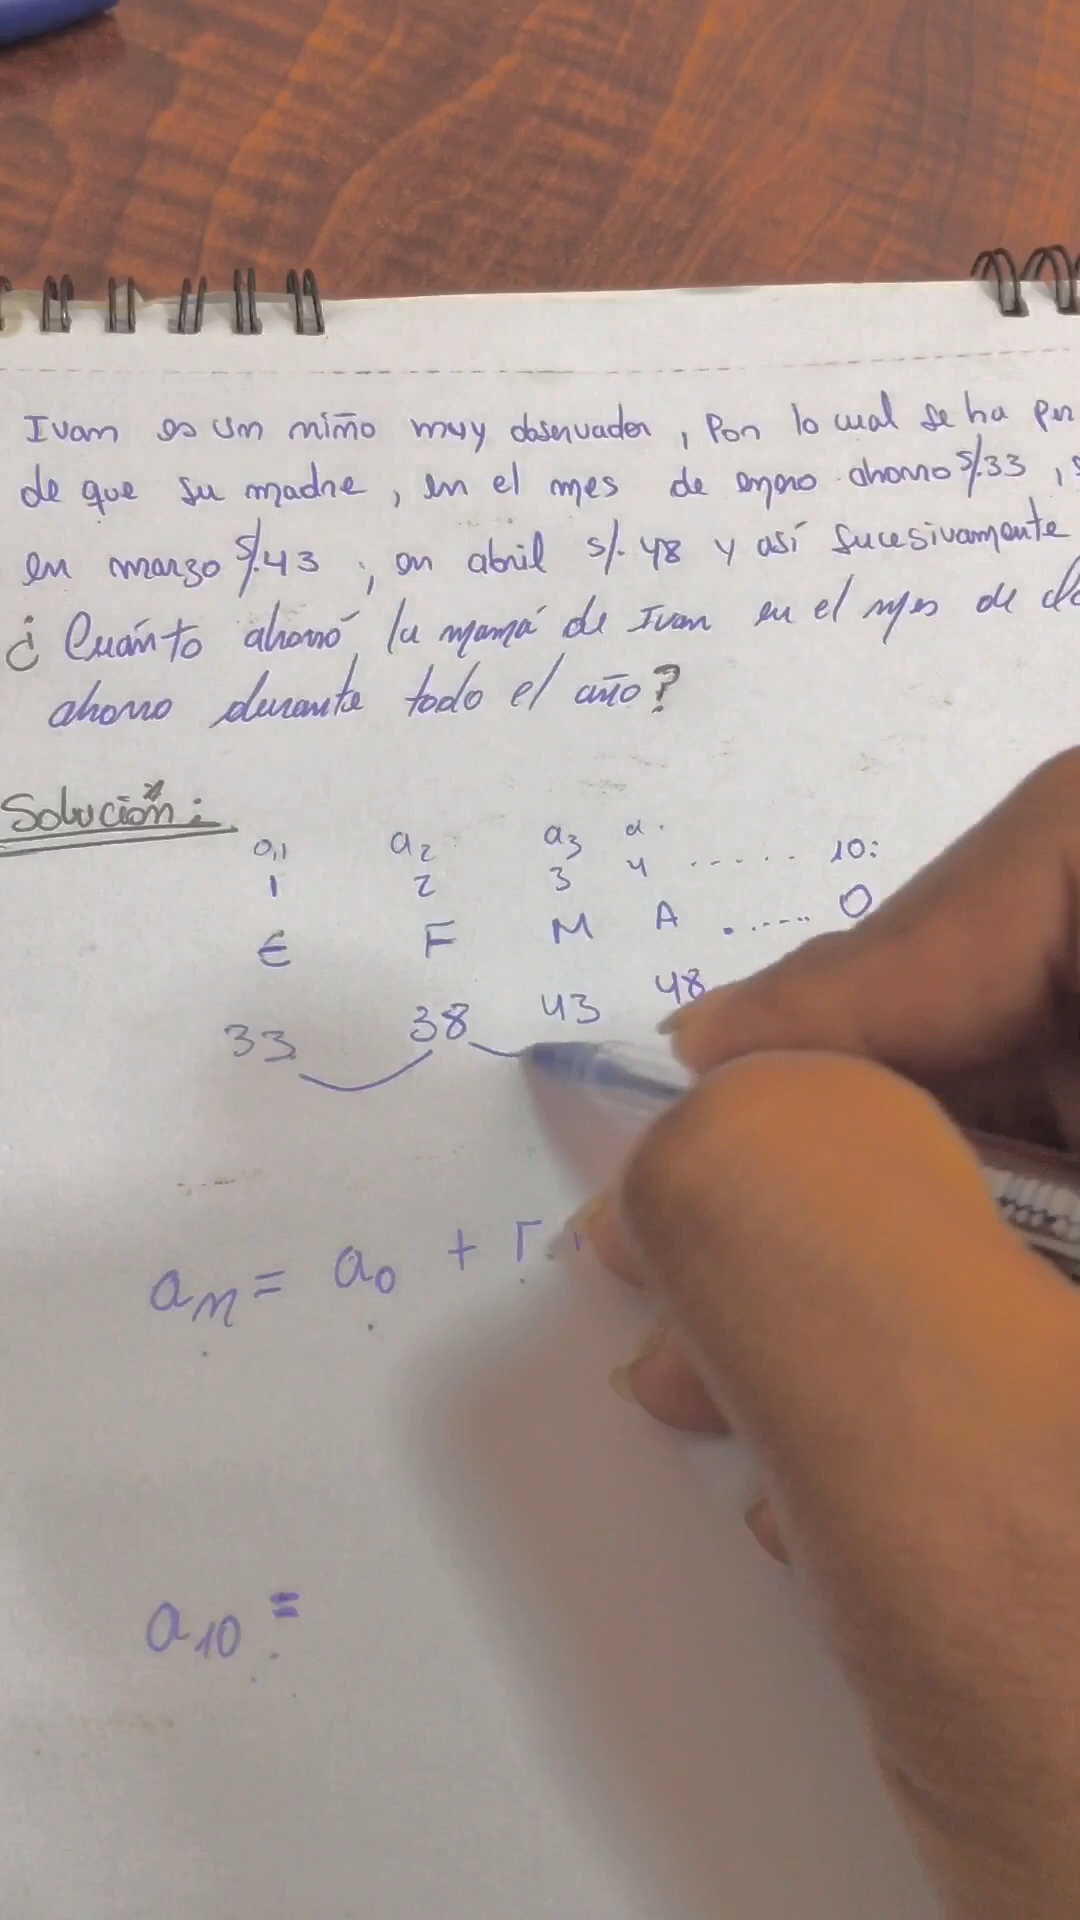 Ivan es un niño muy observador, Por lo cual se ha per
de que su madre, en el mes de enero ahorro S/.33, s
en marzo S/.43, en abril S/. 48 y así sucesivamente
¿ Cuánto ahorró la mamá de Ivan en el mes de
ahorro durante todo el año?
Solución:
a1 a2 a3 a. ...... 10:
1 2 3 4
E F M A ....... O
33 38 43 48
an = a0 + r.
a10 =